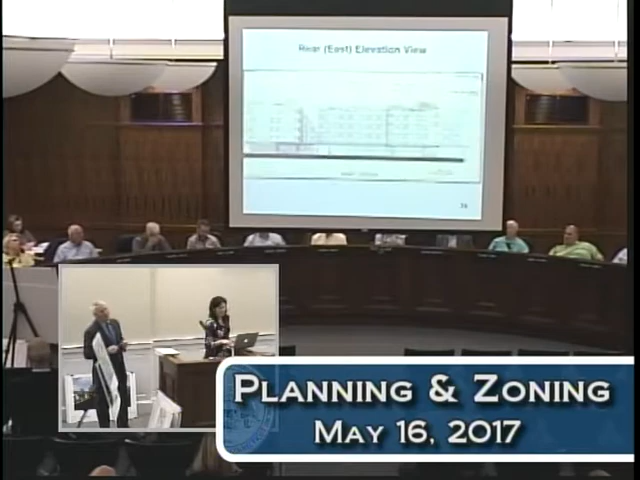 Rear (East) Elevation View
PLANNING & ZONING
MAY 16, 2017